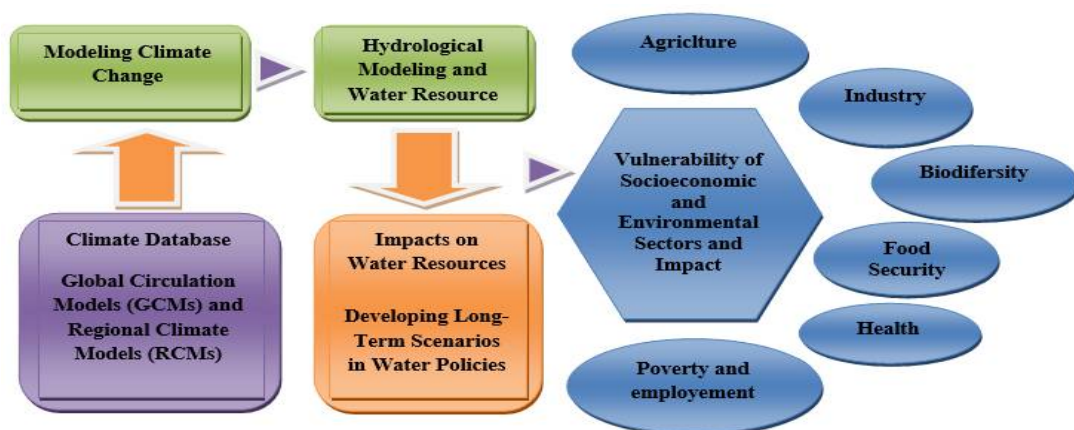 Modeling Climate
Change
Hydrological
Modeling and
Water Resource
Climate Database
Global Circulation
Models (GCMs) and
Regional Climate
Models (RCMs)
Impacts on
Water Resources
Developing Long-
Term Scenarios
in Water Policies
Vulnerability of
Socioeconomic
and
Environmental
Sectors and
Impact
Agriclture
Industry
Biodifersity
Food
Security
Health
Poverty and
employement